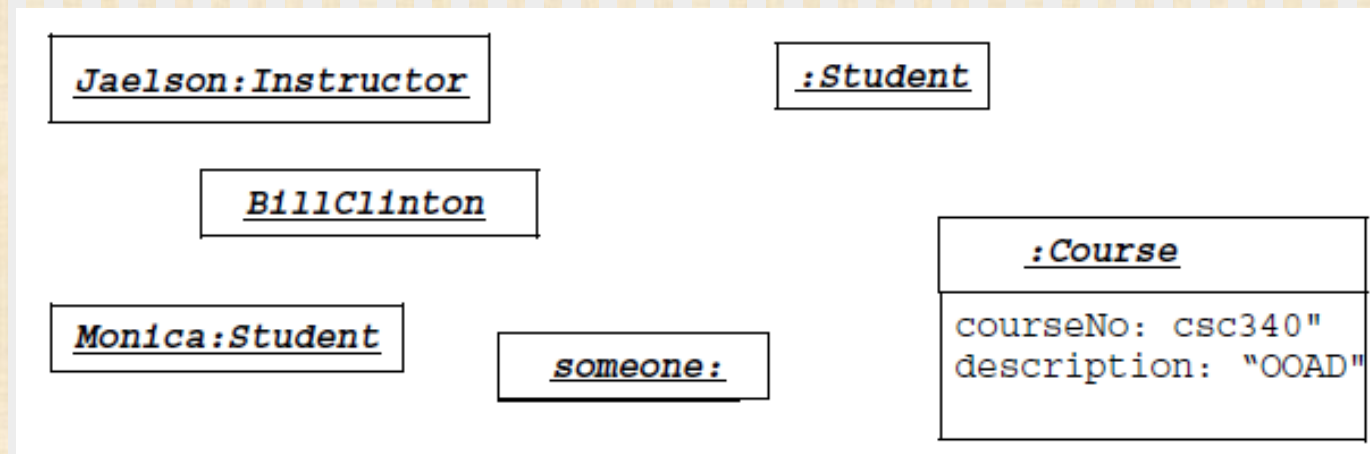 Jaelson:Instructor
:Student
BillClinton
:Course
courseNo: csc340"
description: “OOAD"
Monica:Student
someone: